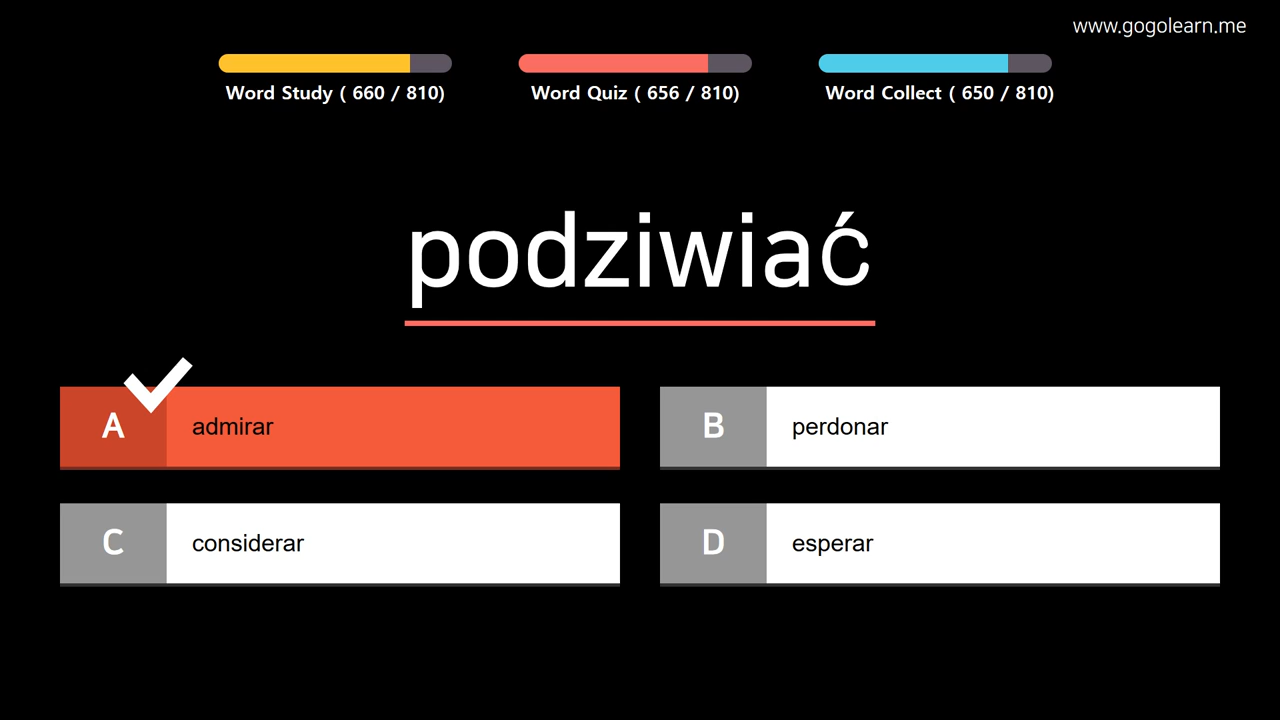 www.gogolearn.me
Word Study ( 660 / 810)
Word Quiz ( 656 / 810)
Word Collect ( 650 / 810)
podziwiać
A admirar
B perdonar
C considerar
D esperar